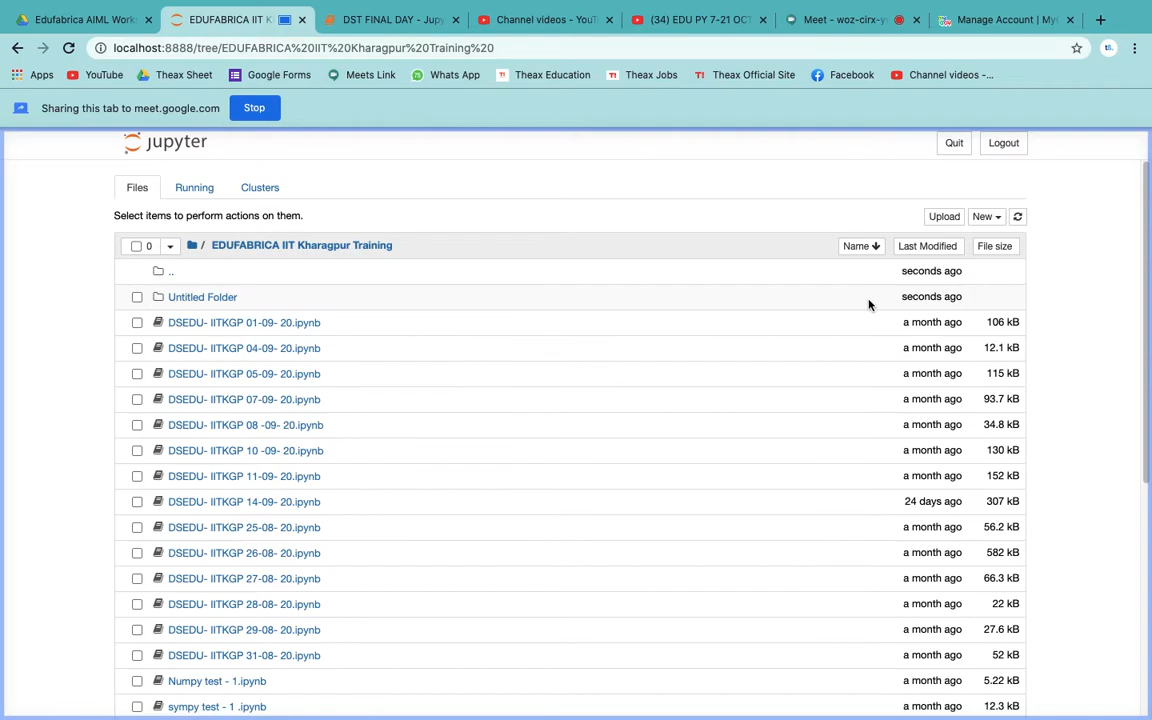 Edufabrica AIML Works
EDUFABRICA IIT K
DST FINAL DAY - Jupy
Channel videos - YouTu
(34) EDU PY 7-21 OCT
Meet - woz-cirx-y
Manage Account | My
localhost:8888/tree/EDUFABRICA%20IIT%20Kharagpur%20Training%20
Apps YouTube Theax Sheet Google Forms Meets Link Whats App Theax Education Theax Jobs Theax Official Site Facebook Channel videos -...
Sharing this tab to meet.google.com Stop
jupyter Quit Logout
Files Running Clusters
Select items to perform actions on them. Upload New
0 / EDUFABRICA IIT Kharagpur Training Name Last Modified File size
.. seconds ago
Untitled Folder seconds ago
DSEDU- IITKGP 01-09- 20.ipynb a month ago 106 kB
DSEDU- IITKGP 04-09- 20.ipynb a month ago 12.1 kB
DSEDU- IITKGP 05-09- 20.ipynb a month ago 115 kB
DSEDU- IITKGP 07-09- 20.ipynb a month ago 93.7 kB
DSEDU- IITKGP 08 -09- 20.ipynb a month ago 34.8 kB
DSEDU- IITKGP 10 -09- 20.ipynb a month ago 130 kB
DSEDU- IITKGP 11-09- 20.ipynb a month ago 152 kB
DSEDU- IITKGP 14-09- 20.ipynb 24 days ago 307 kB
DSEDU- IITKGP 25-08- 20.ipynb a month ago 56.2 kB
DSEDU- IITKGP 26-08- 20.ipynb a month ago 582 kB
DSEDU- IITKGP 27-08- 20.ipynb a month ago 66.3 kB
DSEDU- IITKGP 28-08- 20.ipynb a month ago 22 kB
DSEDU- IITKGP 29-08- 20.ipynb a month ago 27.6 kB
DSEDU- IITKGP 31-08- 20.ipynb a month ago 52 kB
Numpy test - 1.ipynb a month ago 5.22 kB
sympy test - 1 .ipynb a month ago 12.3 kB